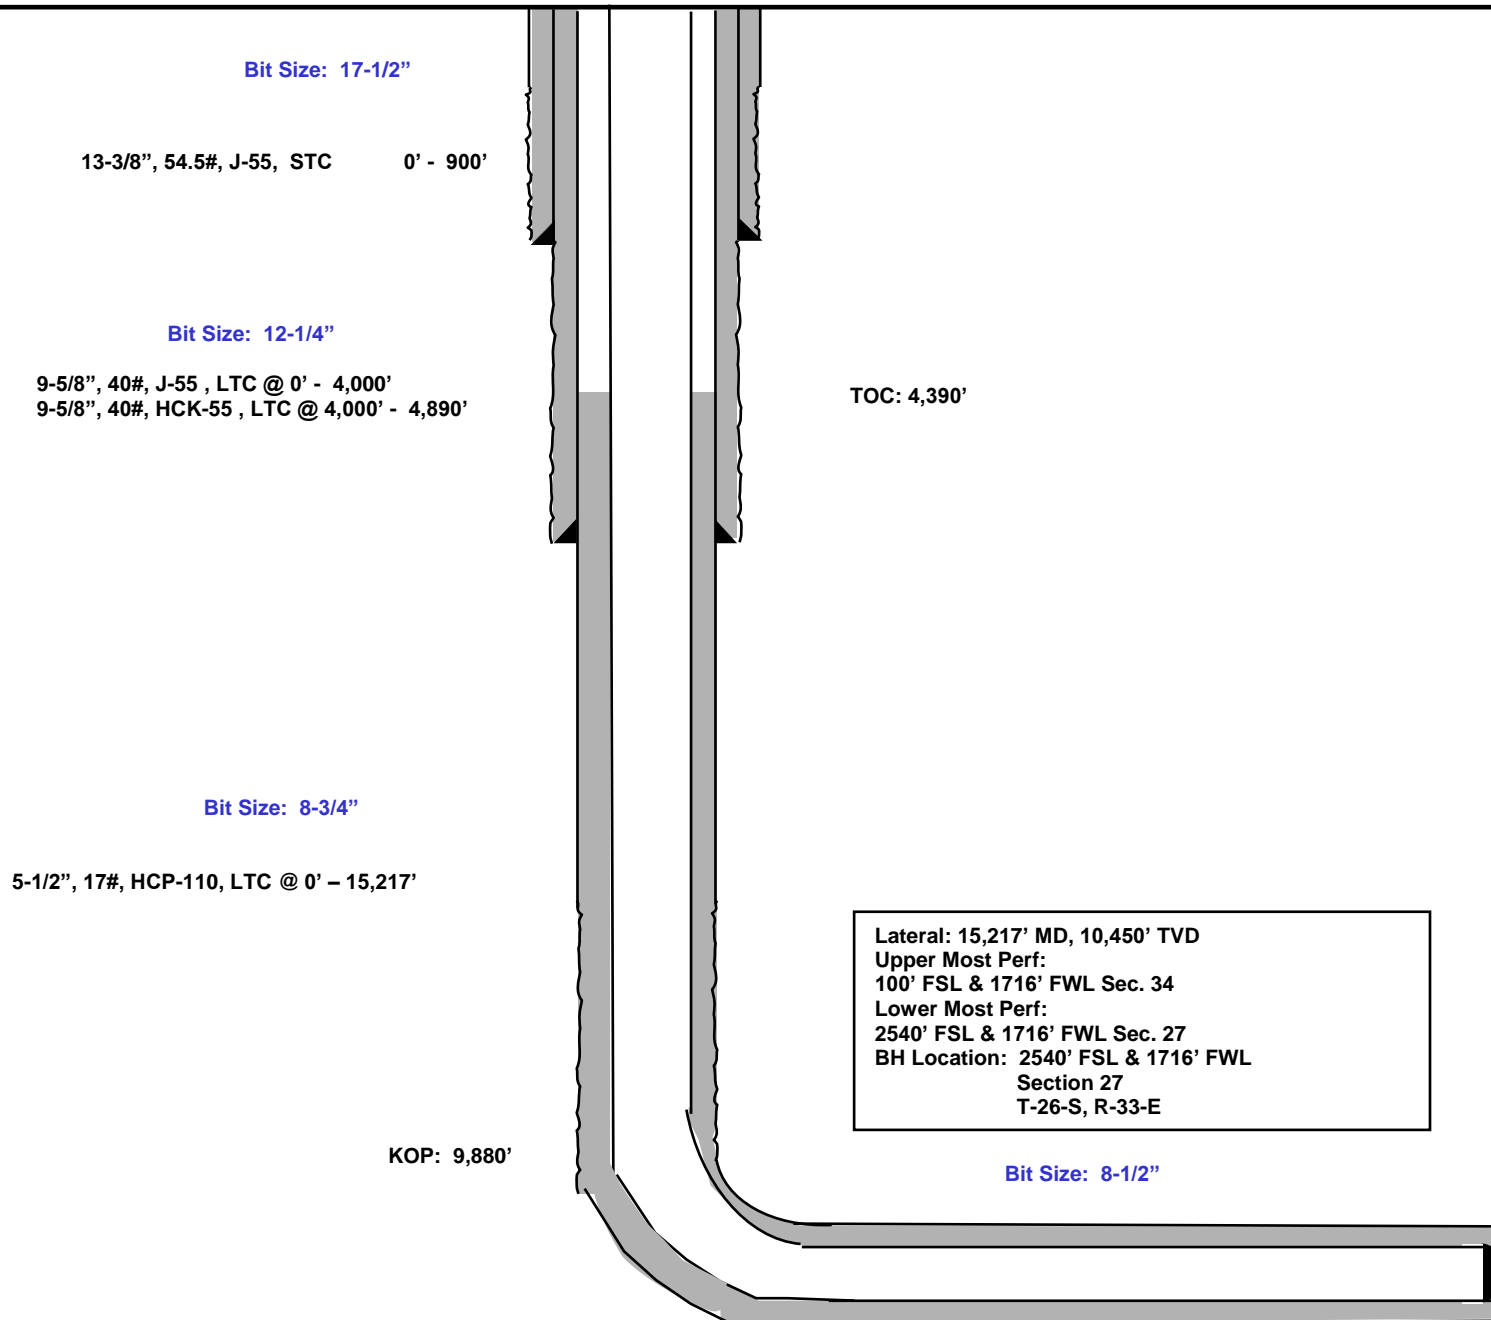 Bit Size: 17-1/2”
13-3/8”, 54.5#, J-55, STC 0’ - 900’
Bit Size: 12-1/4”
9-5/8”, 40#, J-55 , LTC @ 0’ - 4,000’
9-5/8”, 40#, HCK-55 , LTC @ 4,000’ - 4,890’
TOC: 4,390’
Bit Size: 8-3/4”
5-1/2”, 17#, HCP-110, LTC @ 0’ – 15,217’
Lateral: 15,217’ MD, 10,450’ TVD
Upper Most Perf:
100’ FSL & 1716’ FWL Sec. 34
Lower Most Perf:
2540’ FSL & 1716’ FWL Sec. 27
BH Location: 2540’ FSL & 1716’ FWL
Section 27
T-26-S, R-33-E
KOP: 9,880’
Bit Size: 8-1/2”